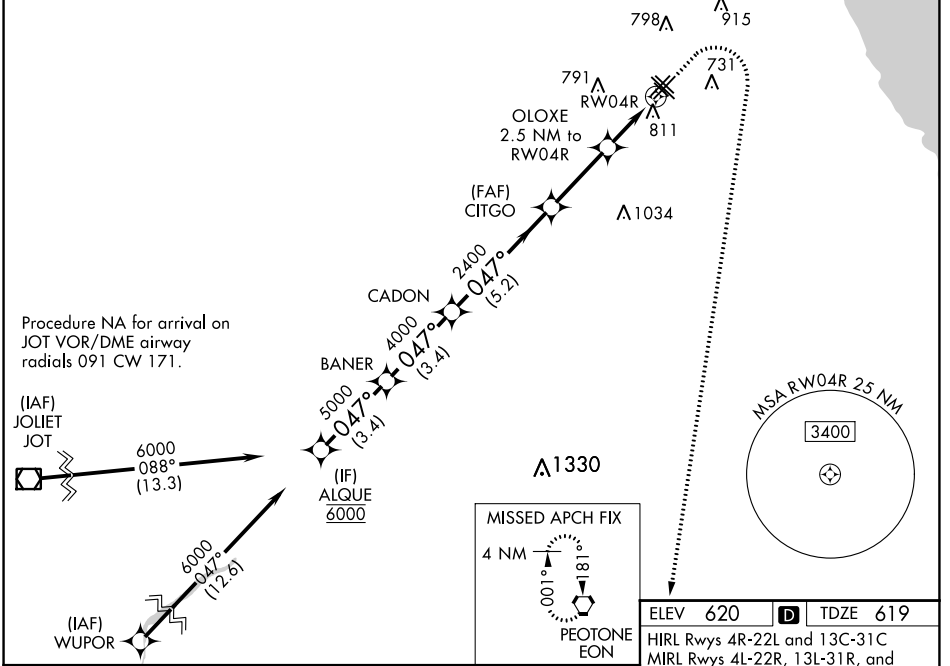 798
915
731
791
RW04R
811
OLOXE
2.5 NM to
RW04R
(FAF)
CITGO
1034
2400
047°
(5.2)
CADON
4000
047°
(3.4)
BANER
5000
047°
(3.4)
Procedure NA for arrival on
JOT VOR/DME airway
radials 091 CW 171.
(IAF)
JOLIET
JOT
6000
088°
(13.3)
(IF)
ALQUE
6000
6000
047°
(12.6)
(IAF)
WUPOR
1330
MSA RW04R 25 NM
3400
MISSED APCH FIX
4 NM
001°
181°
PEOTONE
EON
ELEV 620 D TDZE 619
HIRL Rwys 4R-22L and 13C-31C
MIRL Rwys 4L-22R, 13L-31R, and